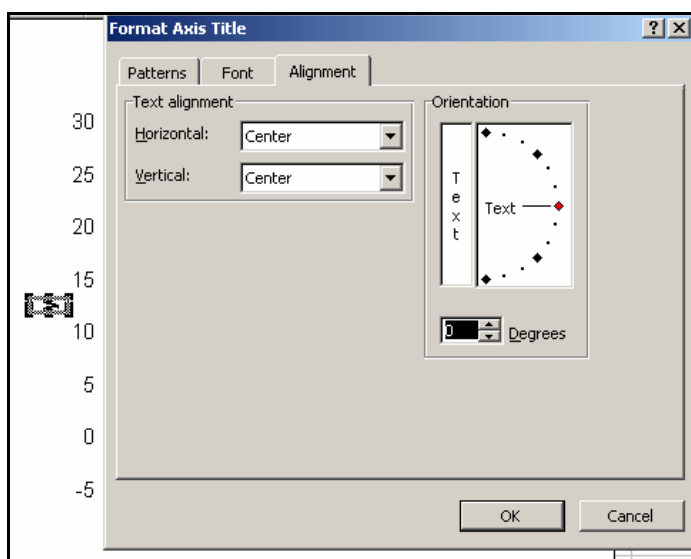 Format Axis Title
Patterns Font Alignment
Text alignment
Horizontal: Center
Vertical: Center
Orientation
T
e
x
t
Text
0 Degrees
30
25
20
15
10
5
0
-5
OK Cancel